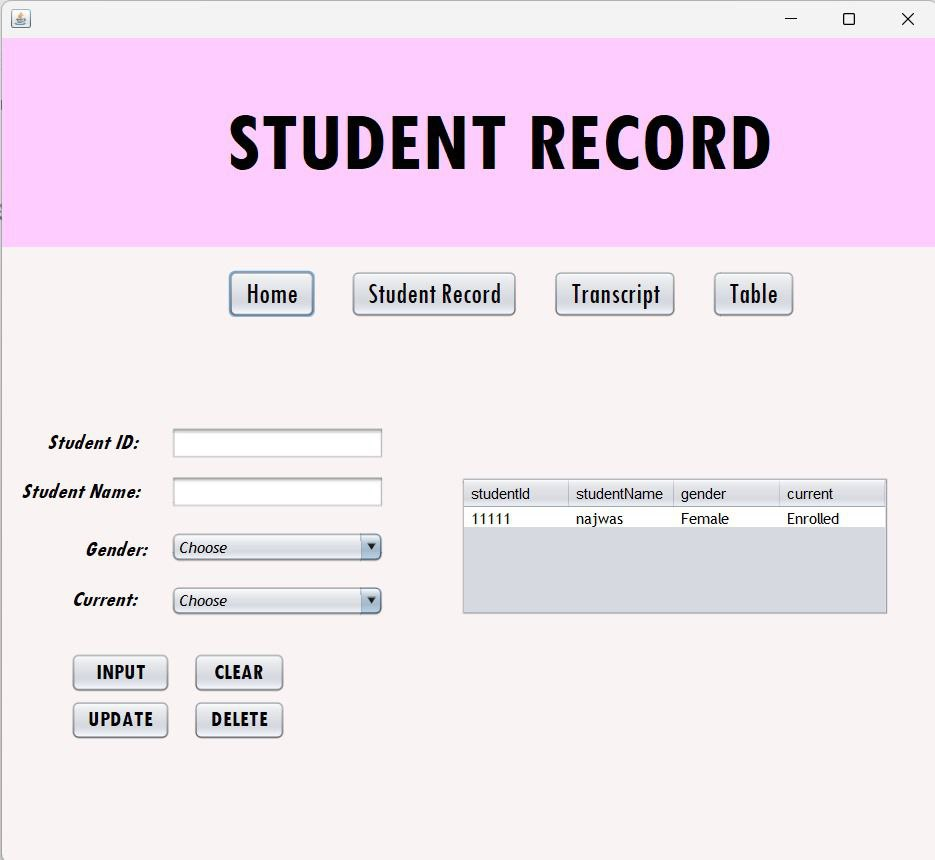 STUDENT RECORD
Home Student Record Transcript Table
Student ID:
Student Name:
Gender: Choose
Current: Choose
studentId studentName gender current
11111 najwas Female Enrolled
INPUT CLEAR
UPDATE DELETE